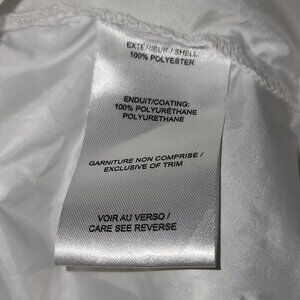 EXTÉRIEUR / SHELL:
100% POLYESTER
ENDUIT/COATING:
100% POLYURÉTHANE
POLYURETHANE
GARNITURE NON COMPRISE /
EXCLUSIVE OF TRIM
VOIR AU VERSO /
CARE SEE REVERSE